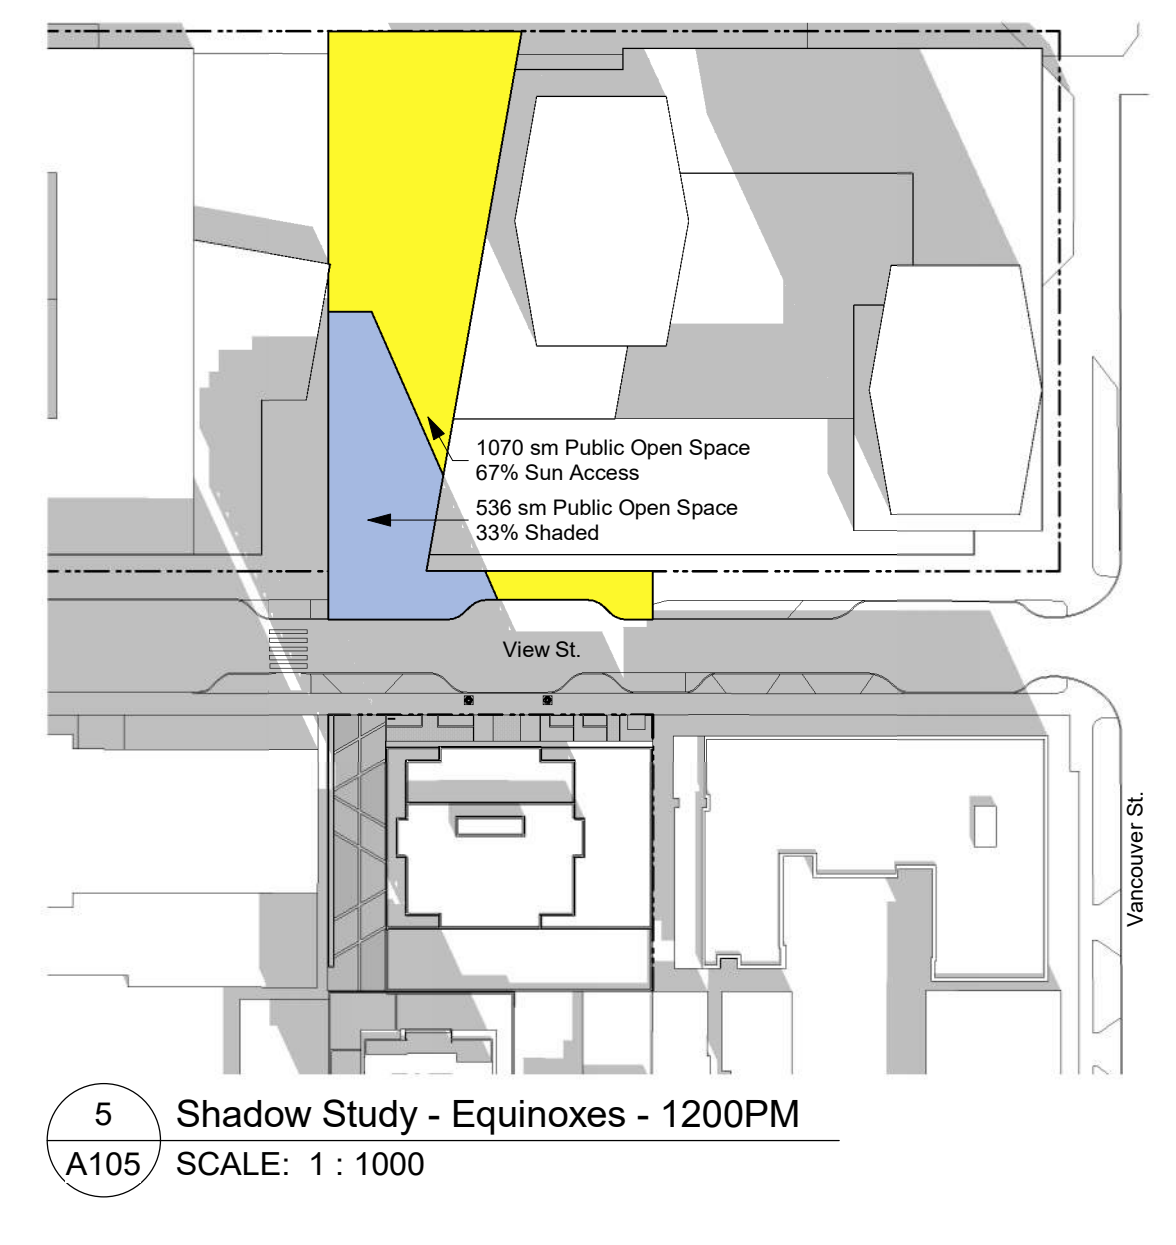 1070 sm Public Open Space
67% Sun Access
536 sm Public Open Space
33% Shaded
View St.
Vancouver St.
5
Shadow Study - Equinoxes - 1200PM
A105
SCALE: 1 : 1000